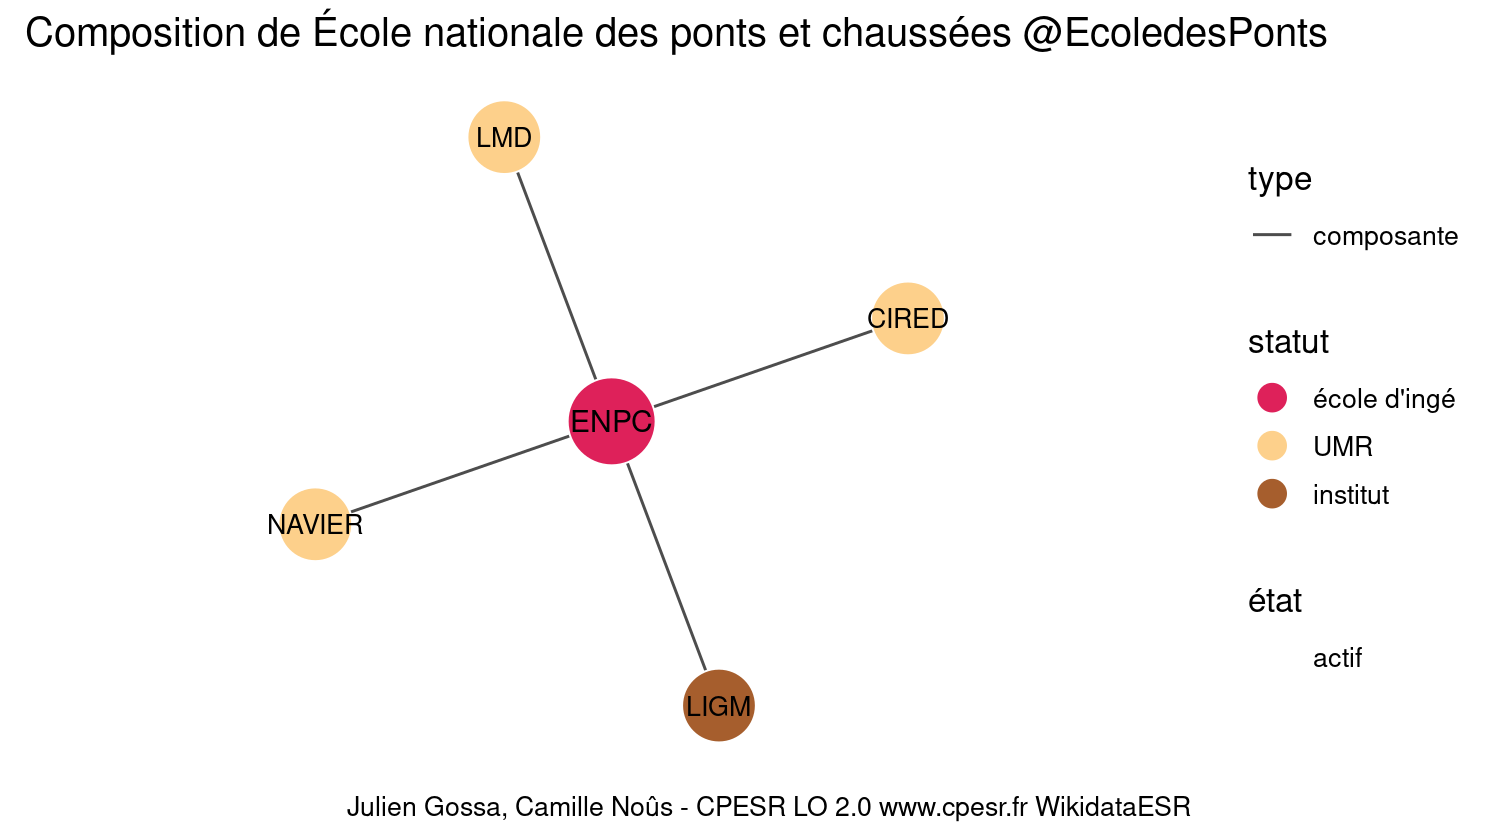 Composition de École nationale des ponts et chaussées @EcoledesPonts
LMD
CIRED
ENPC
NAVIER
LIGM
type
composante
statut
école d'ingé
UMR
institut
état
actif
Julien Gossa, Camille Noûs - CPESR LO 2.0 www.cpesr.fr WikidataESR